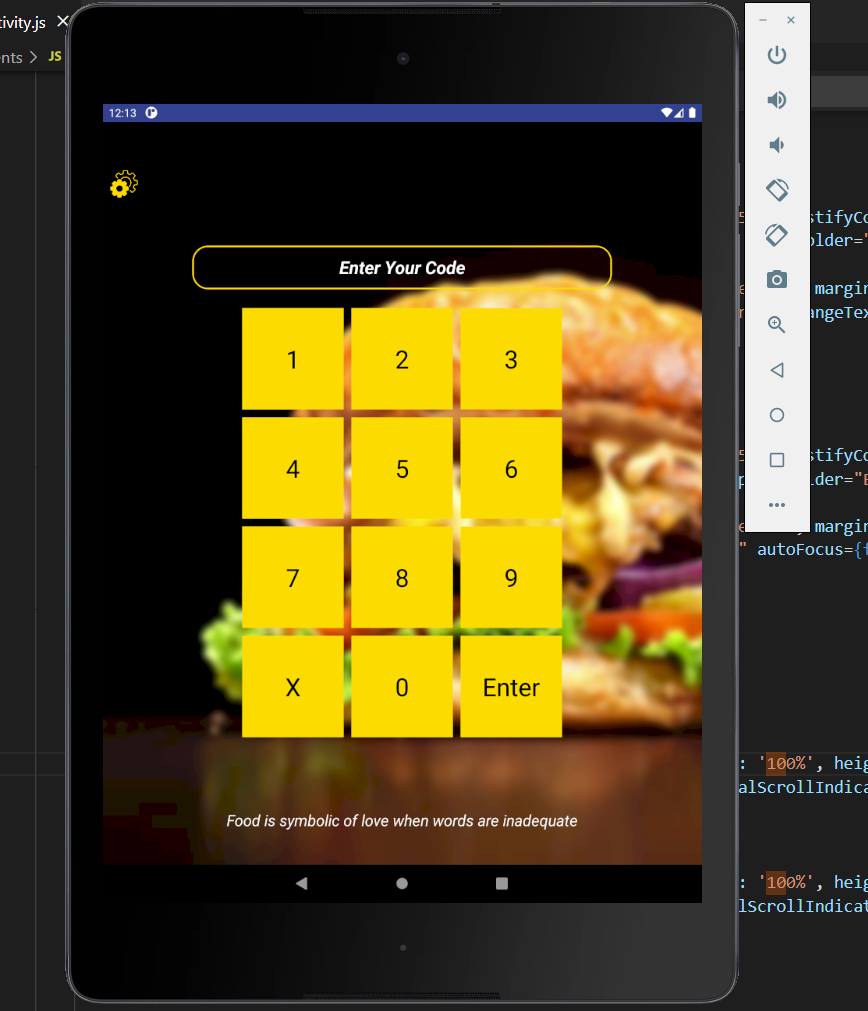 tivity.js
nts > JS
12:13
Enter Your Code
1 2 3
4 5 6
7 8 9
X 0 Enter
Food is symbolic of love when words are inadequate
stifyCo
older="
margin
angeTex
stifyCo
lder="E
margin
" autoFocus={f
: '100%', heig
alScrollIndica
: '100%', heig
lScrollIndicat